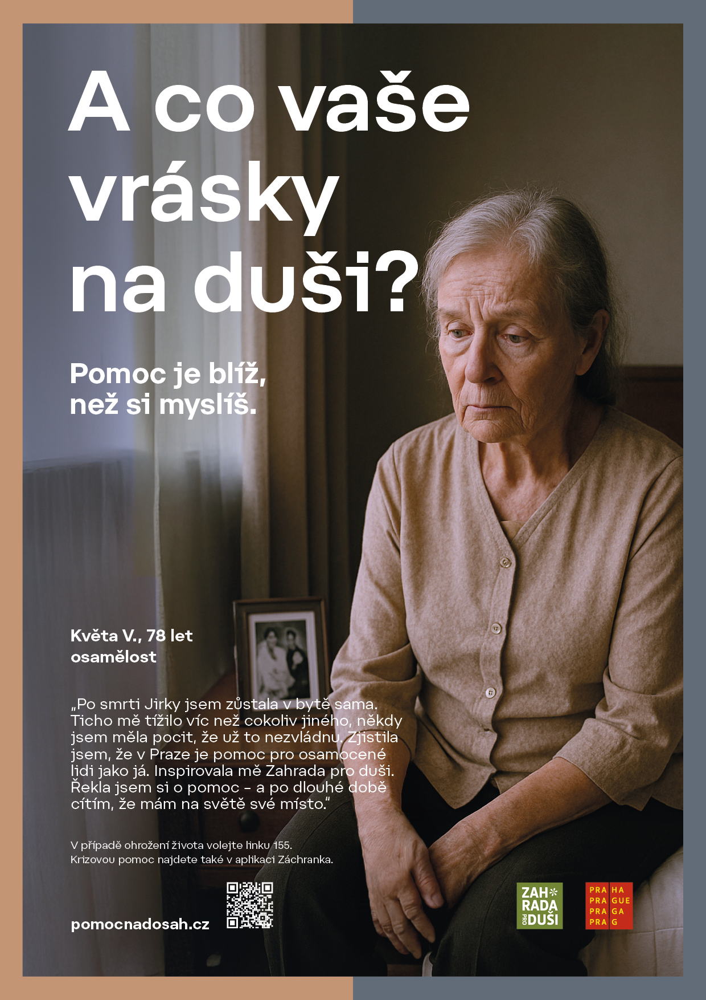 A co vaše
vrásky
na duši?
Pomoc je blíž,
než si myslíš.
Květa V., 78 let
osamělost
„Po smrti Jirky jsem zůstala v bytě sama.
Ticho mě tížilo víc než cokoliv jiného, někdy
jsem měla pocit, že už to nezvládnu. Zjistila
jsem, že v Praze je pomoc pro osamocené
lidi jako já. Inspirovala mě Zahrada pro duši.
Řekla jsem si o pomoc – a po dlouhé době
cítím, že mám na světě své místo.“
V případě ohrožení života volejte linku 155.
Krizovou pomoc najdete také v aplikaci Záchranka.
pomocnadosah.cz
ZAH
RADA
PRO DUŠI
PRA HA
PRA GUE
PRA GA
PRA G